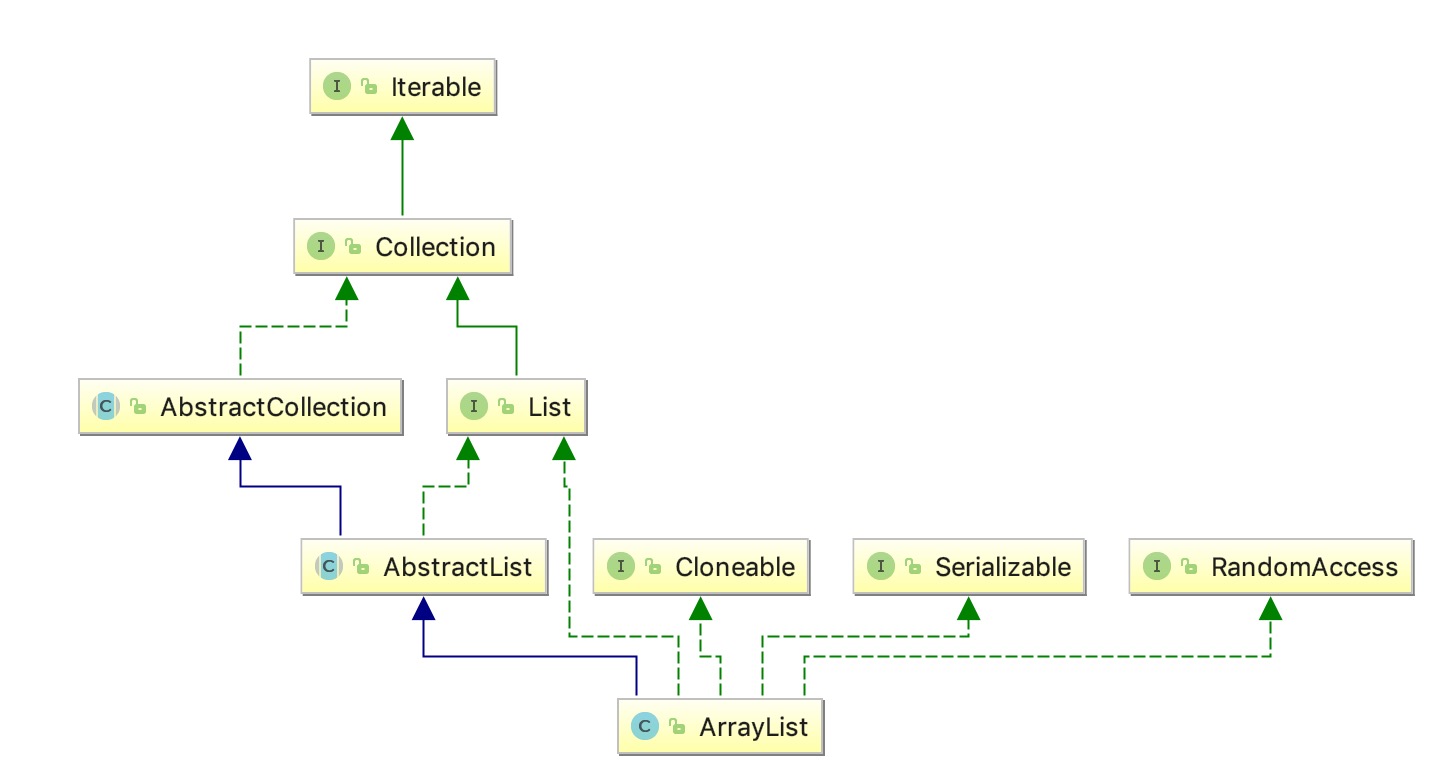 I Iterable
I Collection
C AbstractCollection
I List
C AbstractList
I Cloneable
I Serializable
I RandomAccess
C ArrayList